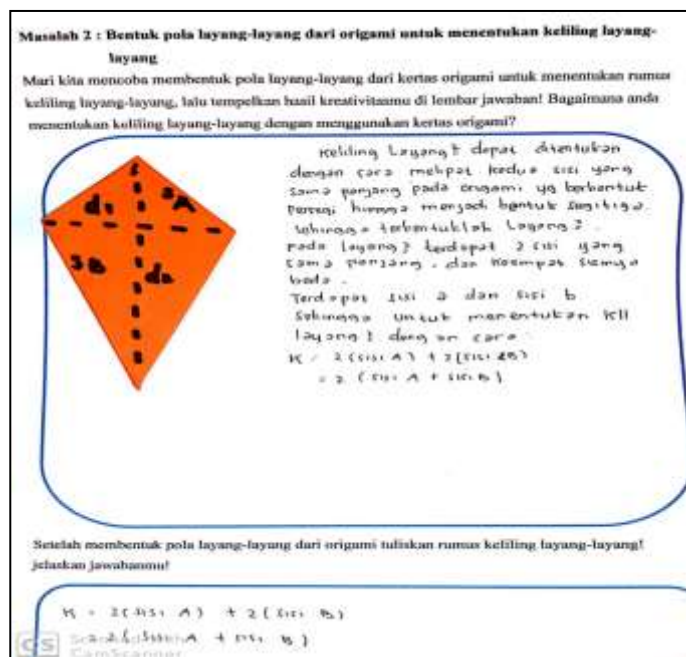 Masalah 2 : Bentuk pola layang-layang dari origami untuk menentukan keliling layang-
layang
Mari kita mencoba membentuk pola layang-layang dari kertas origami untuk menentukan rumus
keliling layang-layang, lalu tempelkan hasil kreativitasmu di lembar jawaban! Bagaimana anda
menentukan keliling layang-layang dengan menggunakan kertas origami?
Keliling Layang2 dapat ditentukan
dengan cara melipat kedua sisi yang
sama panjang pada origami yg berbentuk
persegi hingga menjadi bentuk segitiga.
sehingga terbentuklah Layang2.
pada layang2 terdapat 2 sisi yang
sama panjang, dan keempat
beda.
Terdapat sisi a dan sisi b
Sehingga untuk menentukan kll
layang2 dengan cara
K = 2 (sisi A) + 2 (sisi B)
= 2 (sisi A + sisi B)
d1
SA
SB
d2
Setelah membentuk pola layang-layang dari origami tuliskan rumus keliling layang-layang!
jelaskan jawabanmu!
K = 2 (sisi A) + 2 (sisi B)
= 2 (sisi A + sisi B)
CS
CamScanner